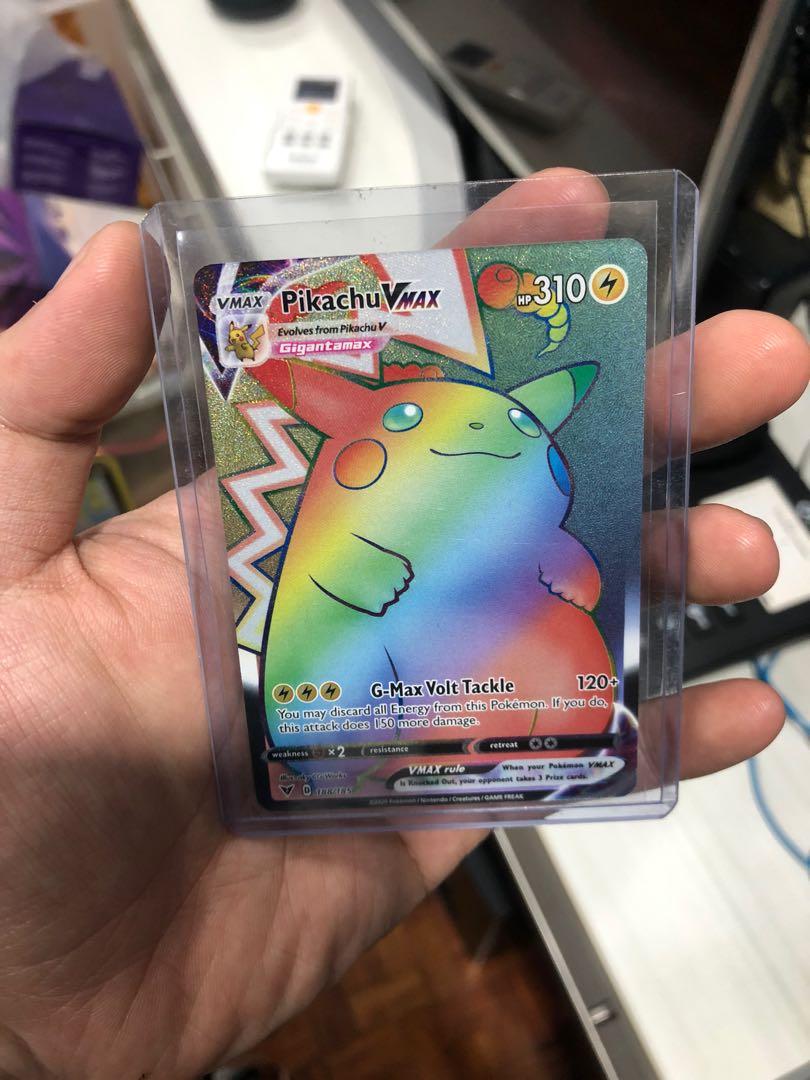 VMAX Pikachu VMAX HP 310
Evolves from Pikachu V
Gigantamax
G-Max Volt Tackle 120+
You may discard all Energy from this Pokémon. If you do,
this attack does 150 more damage.
weakness ×2 resistance retreat
VMAX rule When your Pokémon VMAX
is Knocked Out, your opponent takes 3 Prize cards.
D 188/185
©2020 Pokémon / Nintendo / Creatures / GAME FREAK